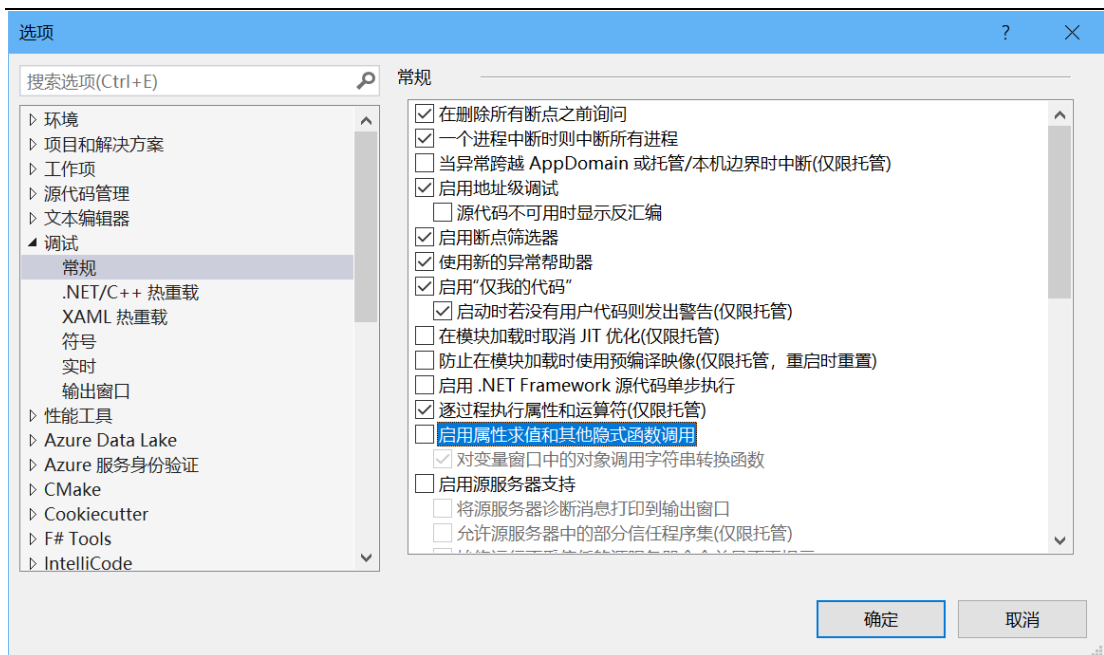 选项
搜索选项(Ctrl+E)
环境
项目和解决方案
工作项
源代码管理
文本编辑器
调试
常规
.NET/C++ 热重载
XAML 热重载
符号
实时
输出窗口
性能工具
Azure Data Lake
Azure 服务身份验证
CMake
Cookiecutter
F# Tools
IntelliCode
常规
在删除所有断点之前询问
一个进程中断时则中断所有进程
当异常跨越 AppDomain 或托管/本机边界时中断(仅限托管)
启用地址级调试
源代码不可用时显示反汇编
启用断点筛选器
使用新的异常帮助器
启用“仅我的代码”
启动时若没有用户代码则发出警告(仅限托管)
在模块加载时取消 JIT 优化(仅限托管)
防止在模块加载时使用预编译映像(仅限托管，重启时重置)
启用 .NET Framework 源代码单步执行
逐过程执行属性和运算符(仅限托管)
启用属性求值和其他隐式函数调用
对变量窗口中的对象调用字符串转换函数
启用源服务器支持
将源服务器诊断消息打印到输出窗口
允许源服务器中的部分信任程序集(仅限托管)
确定
取消